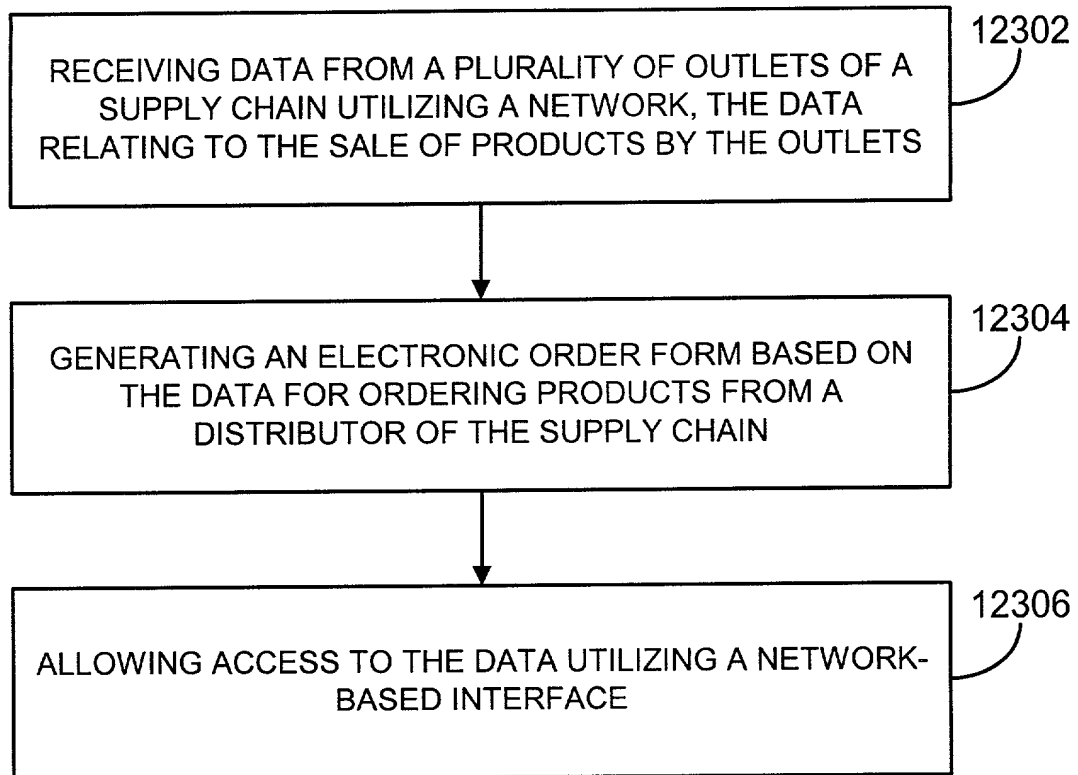 12302
RECEIVING DATA FROM A PLURALITY OF OUTLETS OF A
SUPPLY CHAIN UTILIZING A NETWORK, THE DATA
RELATING TO THE SALE OF PRODUCTS BY THE OUTLETS
12304
GENERATING AN ELECTRONIC ORDER FORM BASED ON
THE DATA FOR ORDERING PRODUCTS FROM A
DISTRIBUTOR OF THE SUPPLY CHAIN
12306
ALLOWING ACCESS TO THE DATA UTILIZING A NETWORK-
BASED INTERFACE